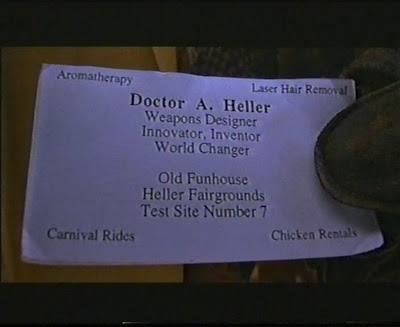 Aromatherapy
Laser Hair Removal
Doctor A. Heller
Weapons Designer
Innovator, Inventor
World Changer
Old Funhouse
Heller Fairgrounds
Test Site Number 7
Carnival Rides
Chicken Rentals